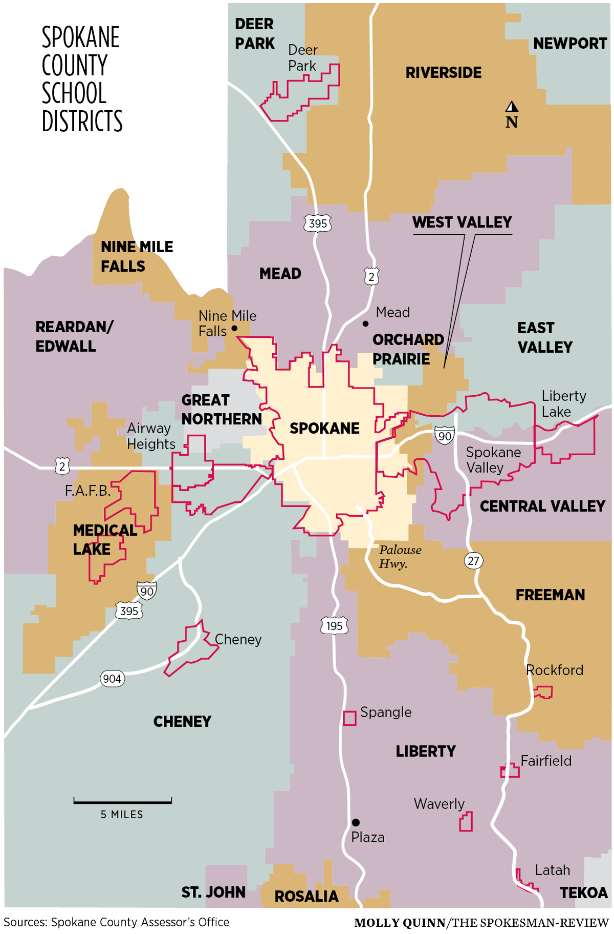 SPOKANE
COUNTY
SCHOOL
DISTRICTS
DEER
PARK
Deer
Park
RIVERSIDE
NEWPORT
N
395
WEST VALLEY
NINE MILE
FALLS
MEAD
2
Nine Mile
Falls
Mead
REARDAN/
EDWALL
ORCHARD
PRAIRIE
EAST
VALLEY
GREAT
NORTHERN
Liberty
Lake
Airway
Heights
SPOKANE
90
Spokane
Valley
2
F.A.F.B.
CENTRAL VALLEY
MEDICAL
LAKE
Palouse
Hwy.
27
90
395
FREEMAN
195
Cheney
904
Rockford
Spangle
CHENEY
LIBERTY
Fairfield
5 MILES
Waverly
Plaza
Latah
ST. JOHN
ROSALIA
TEKOA
Sources: Spokane County Assessor's Office
MOLLY QUINN/THE SPOKESMAN-REVIEW